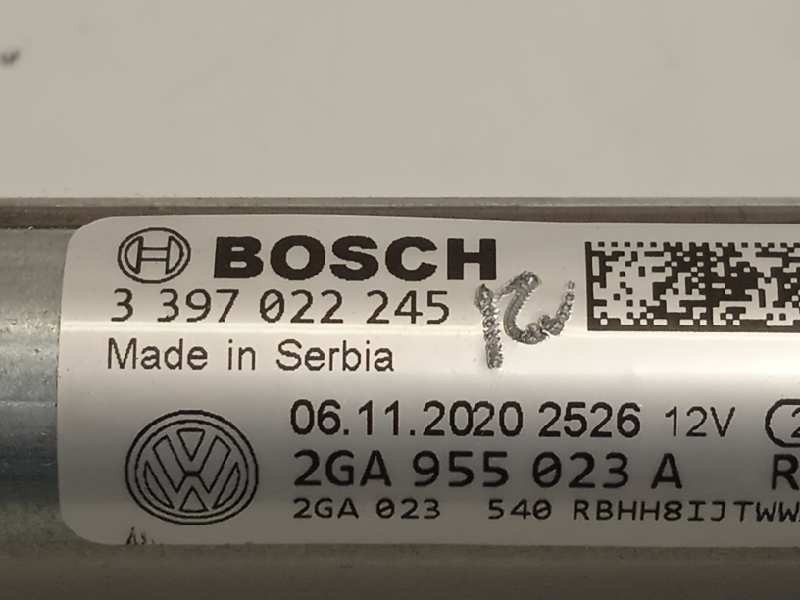 BOSCH
3 397 022 245
Made in Serbia
06.11.2020 2526 12V
2GA 955 023 A R
2GA 023 540 RBHH8IJTWW